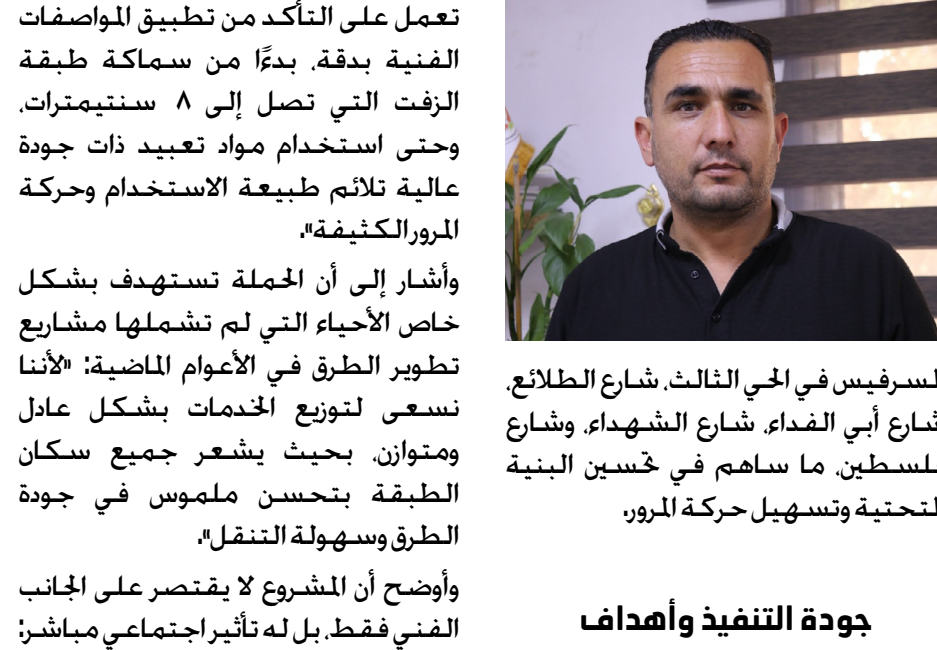 لسرفيس في الحي الثالث، شارع الطلائع،
شارع أبي الفداء، شارع الشهداء، وشارع
لسطين، ما ساهم في تحسين البنية
لتحتية وتسهيل حركة المرور.
جودة التنفيذ وأهداف
تعمل على التأكد من تطبيق المواصفات
الفنية بدقة، بدءًا من سماكة طبقة
الزفت التي تصل إلى ٨ سنتيمترات،
وحتى استخدام مواد تعبيد ذات جودة
عالية تلائم طبيعة الاستخدام وحركة
المرورالكثيفة".
وأشار إلى أن الحملة تستهدف بشكل
خاص الأحياء التي لم تشملها مشاريع
تطوير الطرق في الأعوام الماضية: "لأننا
نسعى لتوزيع الخدمات بشكل عادل
ومتوازن، بحيث يشعر جميع سكان
الطبقة بتحسن ملموس في جودة
الطرق وسهولة التنقل".
وأوضح أن المشروع لا يقتصر على الجانب
الفني فقط، بل له تأثير اجتماعي مباشر: